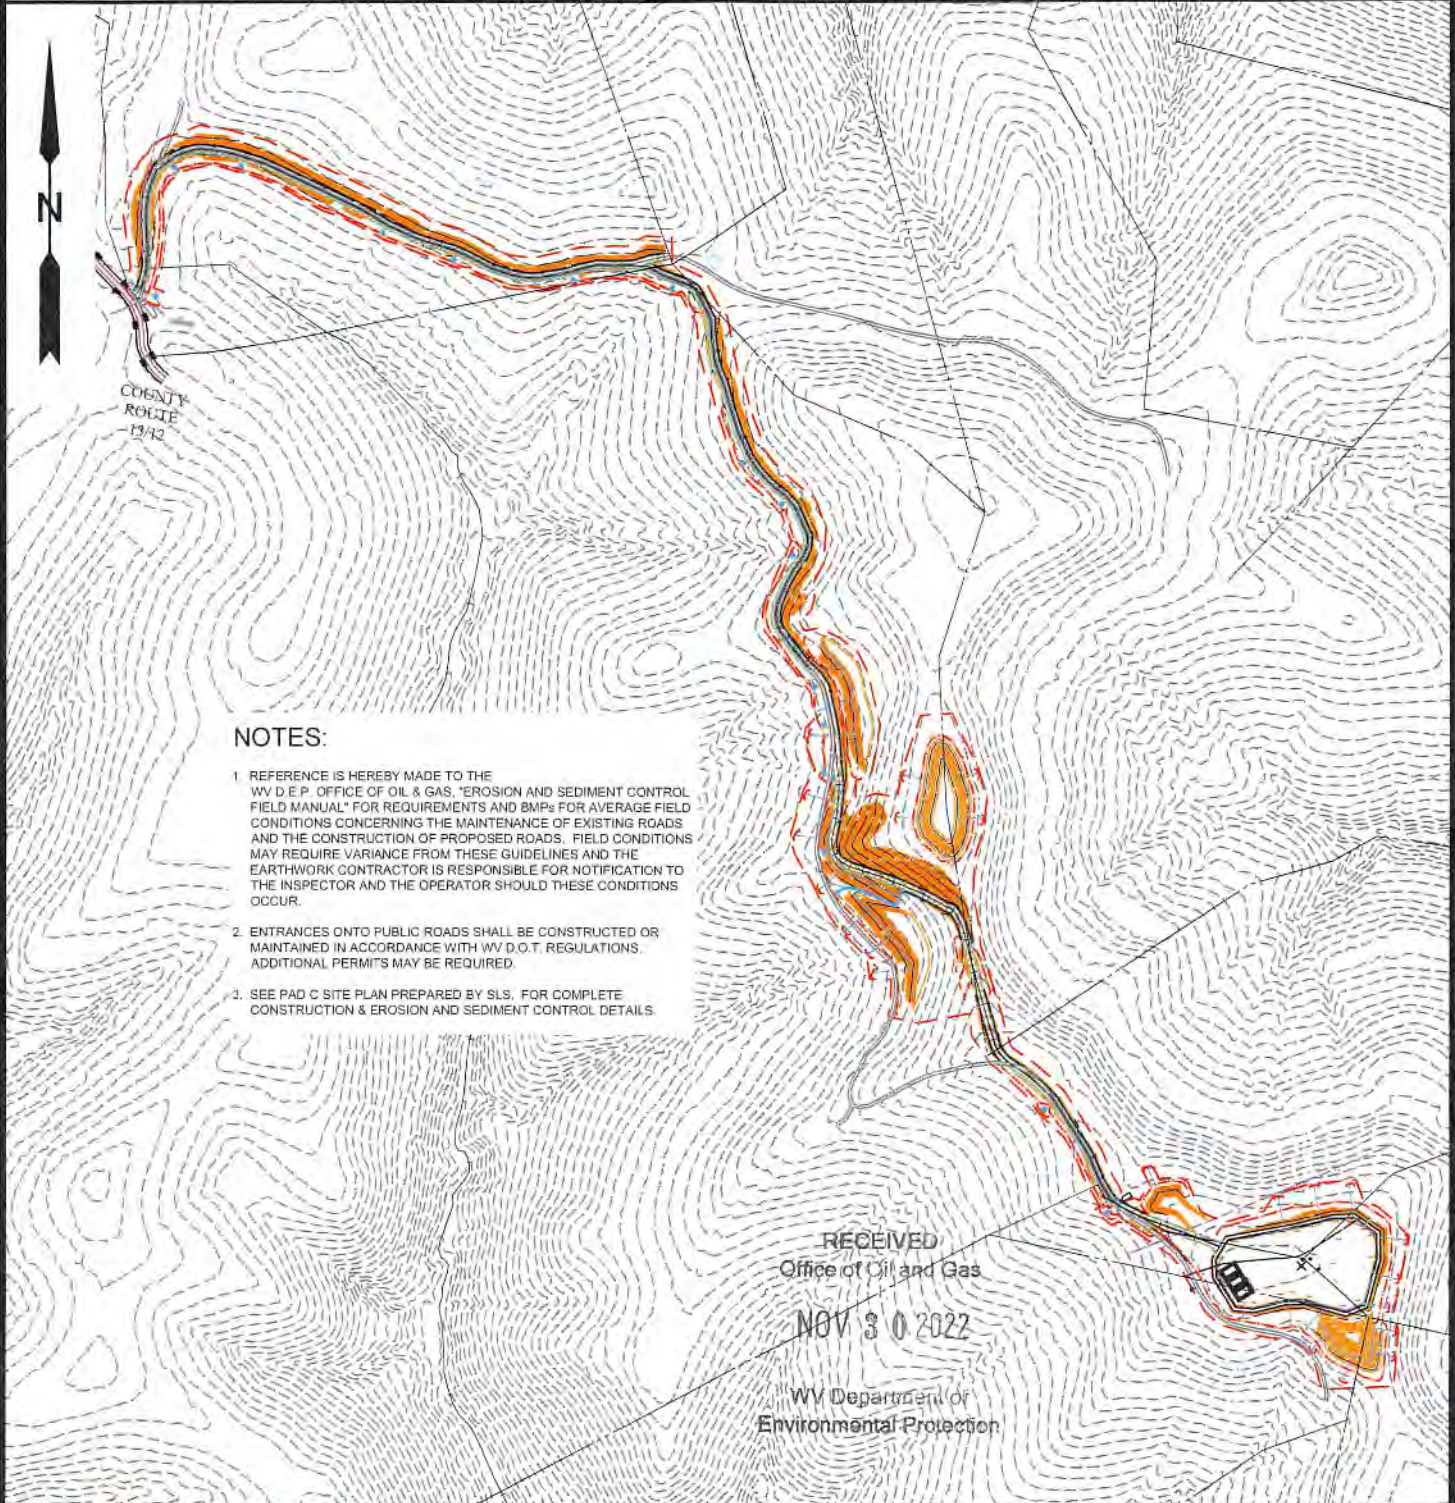 N
COUNTY
ROUTE
13/12
NOTES:
1 REFERENCE IS HEREBY MADE TO THE
WV D.E.P. OFFICE OF OIL & GAS, "EROSION AND SEDIMENT CONTROL
FIELD MANUAL" FOR REQUIREMENTS AND BMPs FOR AVERAGE FIELD
CONDITIONS CONCERNING THE MAINTENANCE OF EXISTING ROADS
AND THE CONSTRUCTION OF PROPOSED ROADS. FIELD CONDITIONS
MAY REQUIRE VARIANCE FROM THESE GUIDELINES AND THE
EARTHWORK CONTRACTOR IS RESPONSIBLE FOR NOTIFICATION TO
THE INSPECTOR AND THE OPERATOR SHOULD THESE CONDITIONS
OCCUR.
2. ENTRANCES ONTO PUBLIC ROADS SHALL BE CONSTRUCTED OR
MAINTAINED IN ACCORDANCE WITH WV D.O.T. REGULATIONS.
ADDITIONAL PERMITS MAY BE REQUIRED.
3. SEE PAD C SITE PLAN PREPARED BY SLS, FOR COMPLETE
CONSTRUCTION & EROSION AND SEDIMENT CONTROL DETAILS.
RECEIVED
Office of Oil and Gas
NOV 30 2022
WV Department of
Environmental Protection